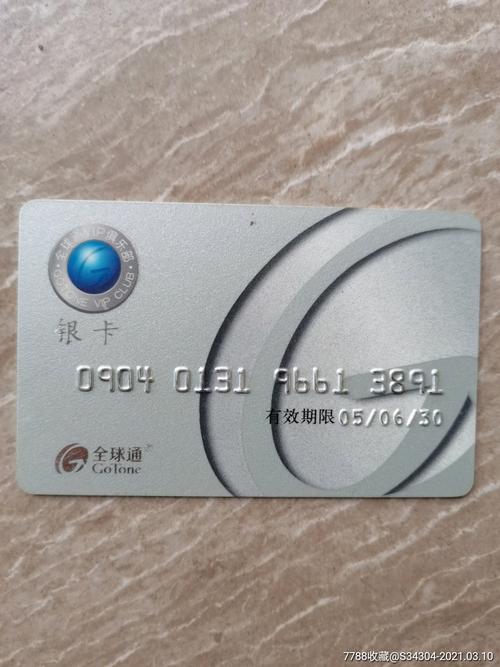 全球通VIP俱乐部
GOTONE VIP CLUB
银卡
0904 0131 9661 3891
有效期限 05/06/30
全球通
GoTone
7788收藏@S34304-2021.03.10